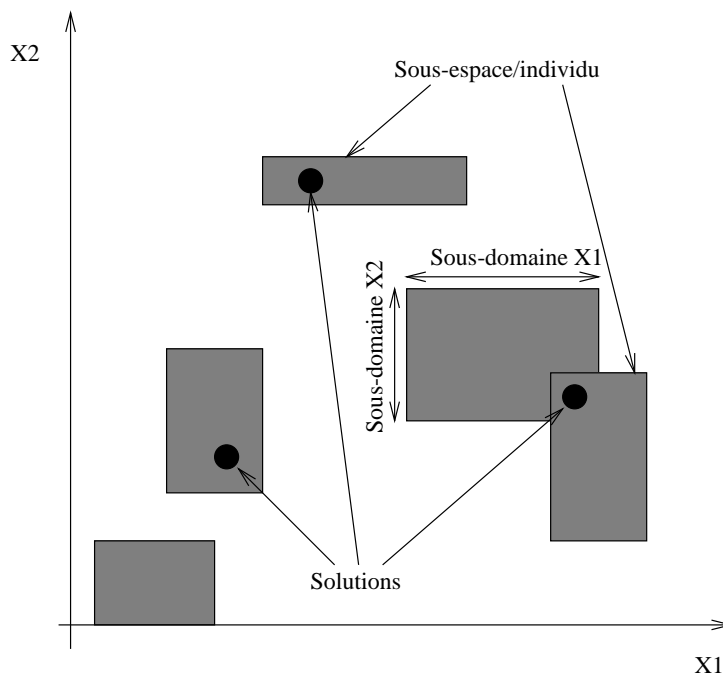 X2
Sous-espace/individu
Sous-domaine X1
Sous-domaine X2
Solutions
X1